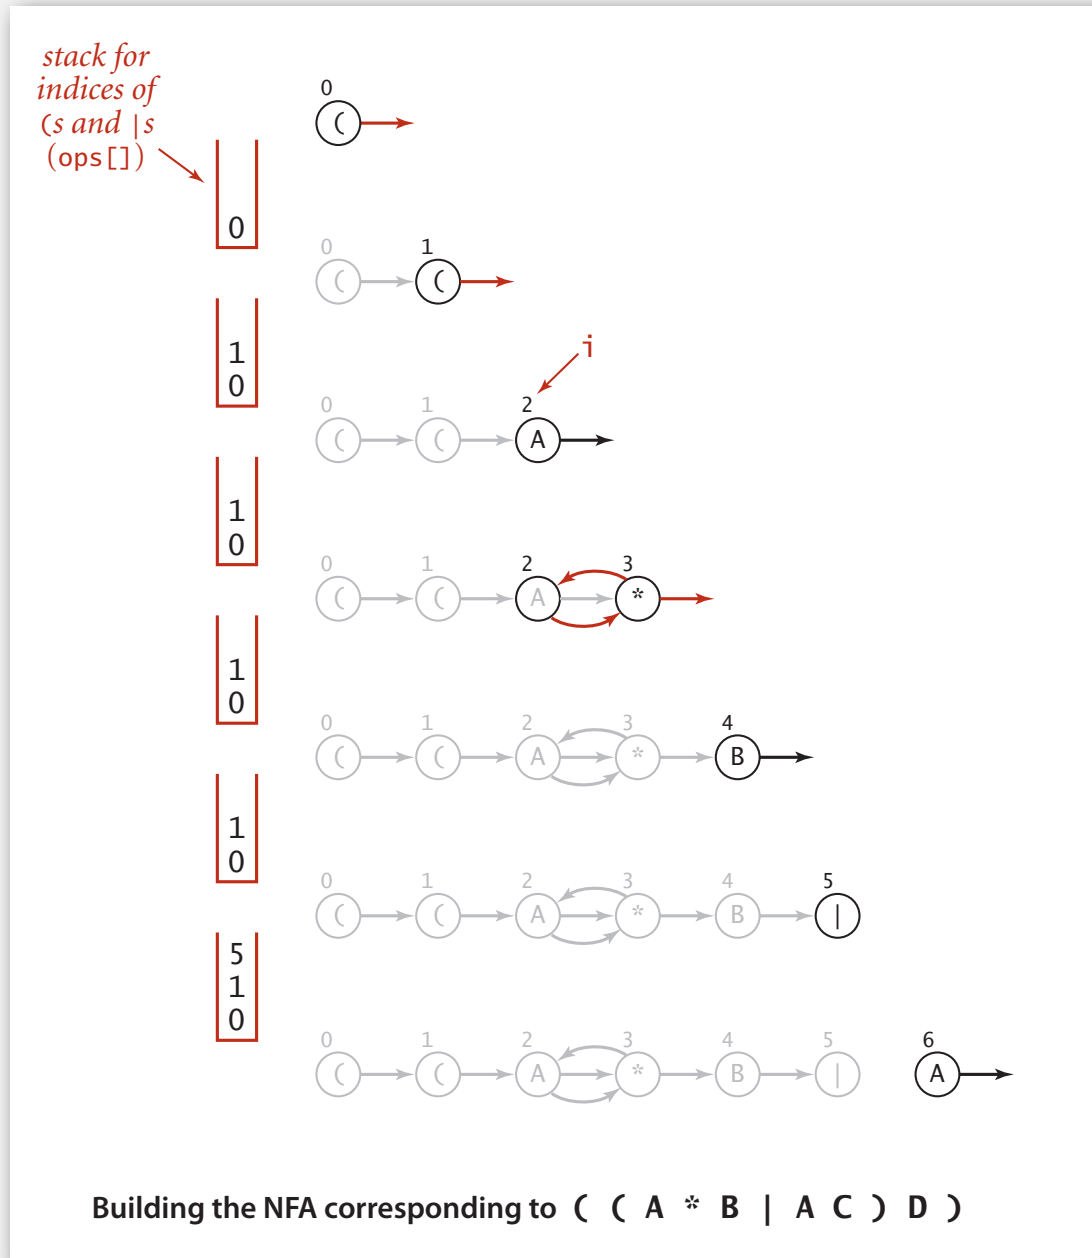 stack for
indices of
(s and |s
(ops[])
0
(
0
0 1
( (
1
0
i
0 1 2
( ( A
1
0
0 1 2 3
( ( A *
1
0
0 1 2 3 4
( ( A * B
1
0
0 1 2 3 4 5
( ( A * B |
5
1
0
0 1 2 3 4 5 6
( ( A * B | A
Building the NFA corresponding to ( ( A * B | A C ) D )